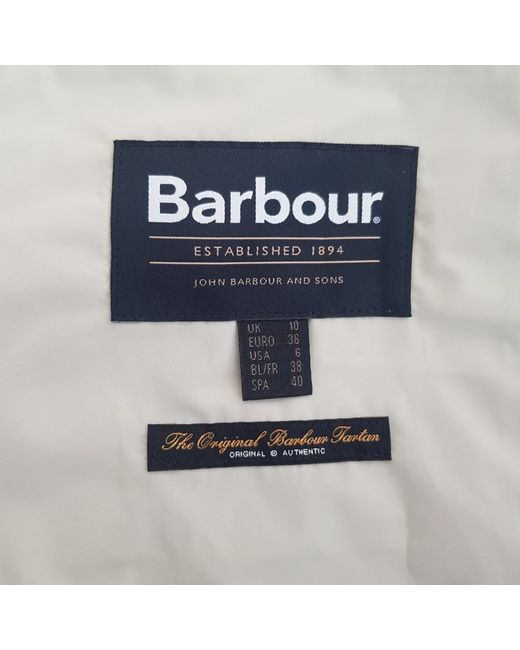 Barbour®
ESTABLISHED 1894
JOHN BARBOUR AND SONS
UK 10
EURO 36
USA 6
BL/FR 38
SPA 40
The Original Barbour Tartan
ORIGINAL © AUTHENTIC